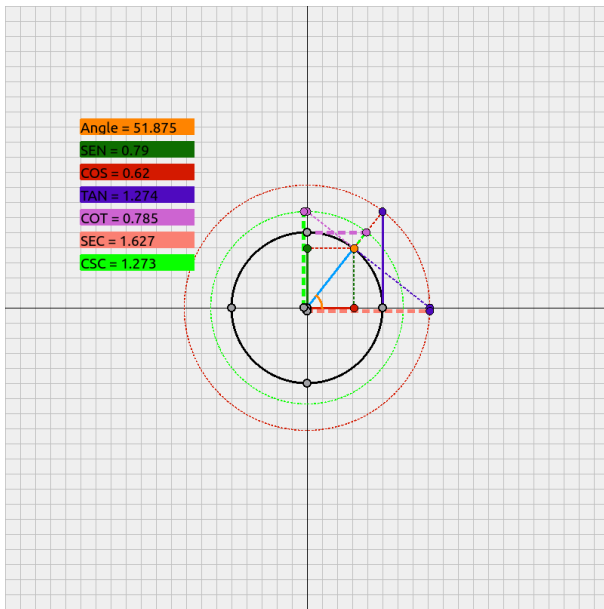 Angle = 51.875
SEN = 0.79
COS = 0.62
TAN = 1.274
COT = 0.785
SEC = 1.627
CSC = 1.273